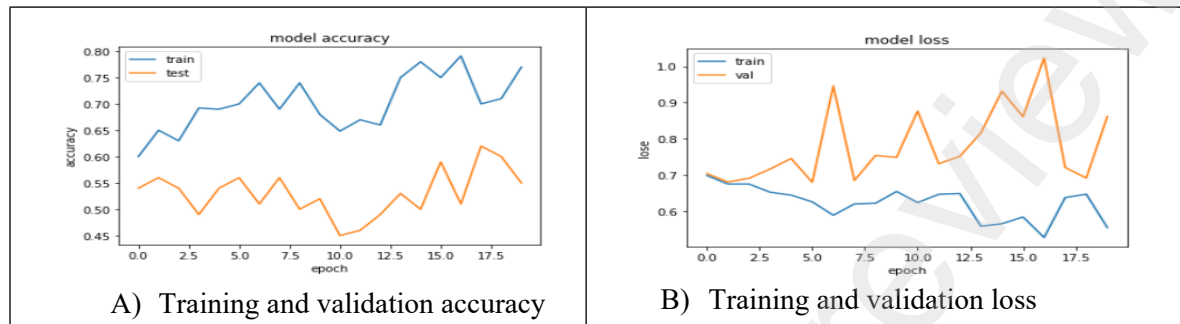 model accuracy
train
test
0.80
0.75
0.70
0.65
0.60
0.55
0.50
0.45
accuracy
0.0 2.5 5.0 7.5 10.0 12.5 15.0 17.5
epoch
A) Training and validation accuracy
model loss
train
val
1.0
0.9
0.8
0.7
0.6
lose
0.0 2.5 5.0 7.5 10.0 12.5 15.0 17.5
epoch
B) Training and validation loss
review